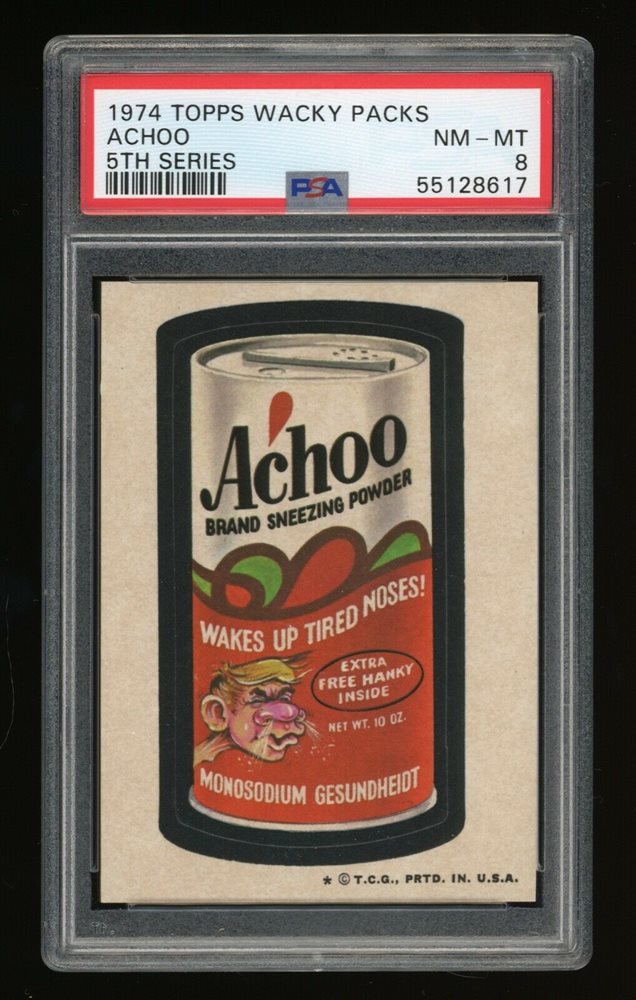 1974 TOPPS WACKY PACKS
ACHOO NM - MT
5TH SERIES 8
PSA 55128617
A'choo
BRAND SNEEZING POWDER
WAKES UP TIRED NOSES!
EXTRA
FREE HANKY
INSIDE
NET WT. 10 OZ.
MONOSODIUM GESUNDHEIDT
* © T.C.G., PRTD. IN. U.S.A.